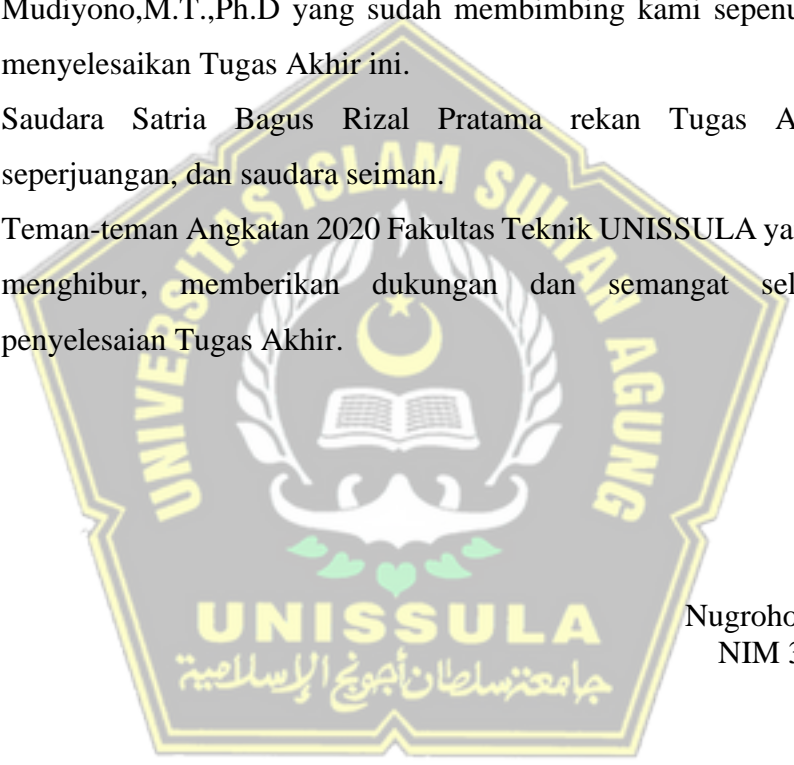 Mudiyono,M.T.,Ph.D yang sudah membimbing kami sepenu
menyelesaikan Tugas Akhir ini.
Saudara Satria Bagus Rizal Pratama rekan Tugas A
seperjuangan, dan saudara seiman.
Teman-teman Angkatan 2020 Fakultas Teknik UNISSULA ya
menghibur, memberikan dukungan dan semangat sel
penyelesaian Tugas Akhir.
UNIVERSITAS ISLAM SULTAN AGUNG
UNISSULA
جامعة سلطان أجونج الإسلامية
Nugroho
NIM 3